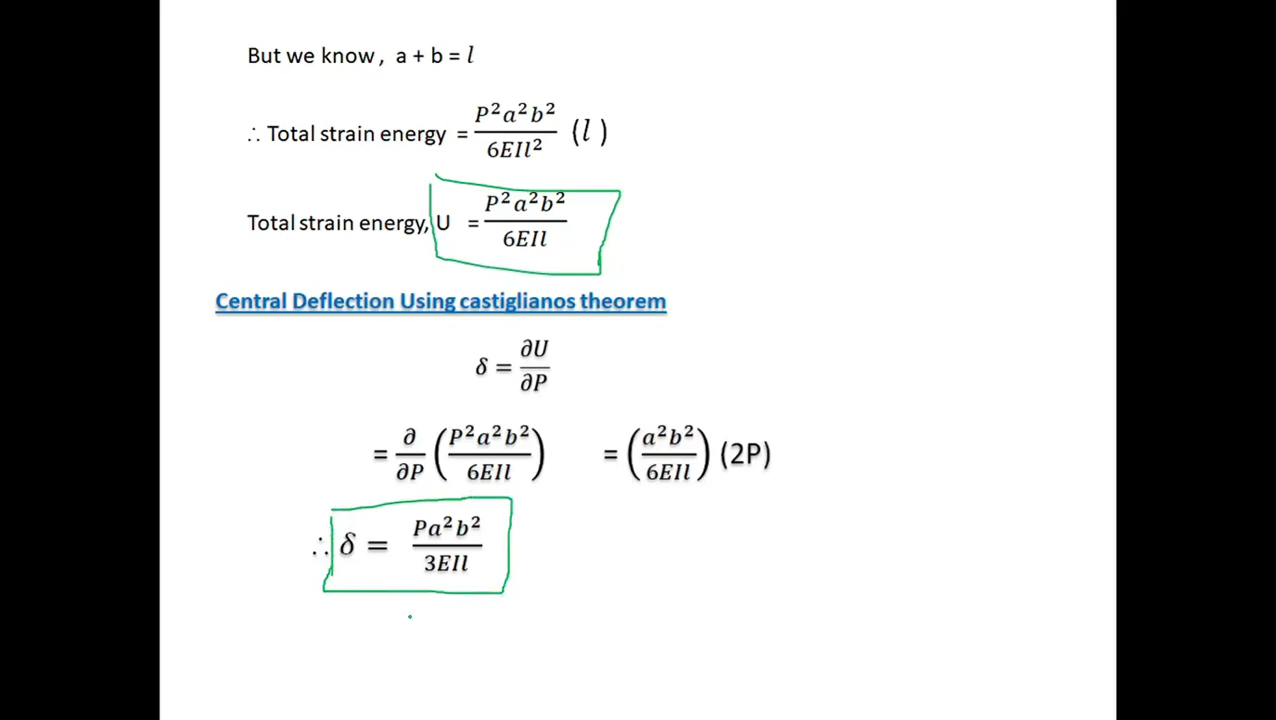 But we know , a + b = l
∴ Total strain energy = P²a²b² / 6EIl² (l )
Total strain energy, U = P²a²b² / 6EIl
Central Deflection Using castiglianos theorem
δ = ∂U / ∂P
= ∂ / ∂P (P²a²b² / 6EIl) = (a²b² / 6EIl) (2P)
∴ δ = Pa²b² / 3EIl